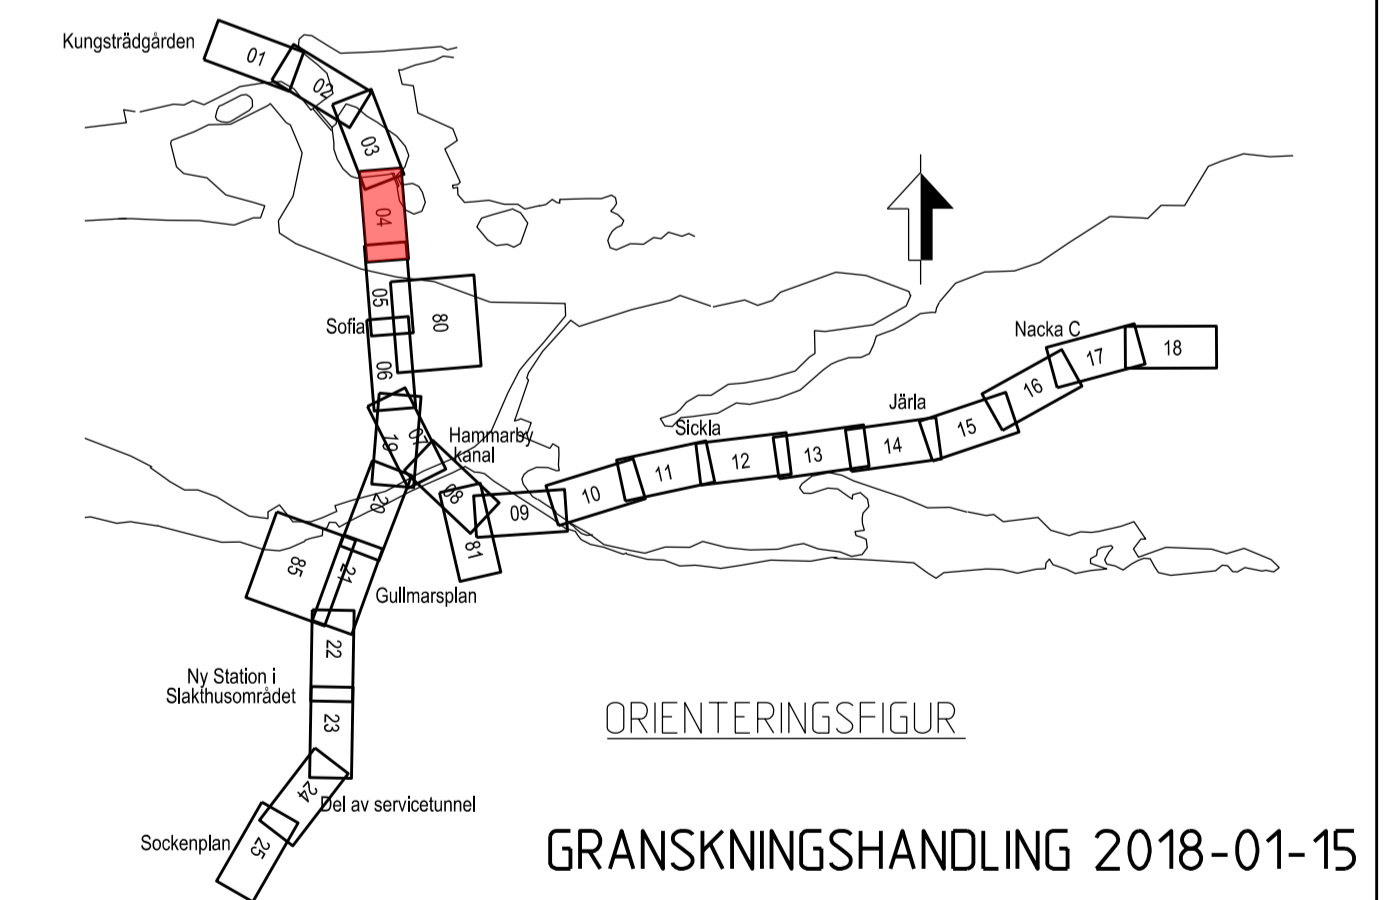 Kungsträdgården
01
02
03
04
05
Sofia
80
06
Nacka C
17
18
16
Järla
15
Sickla
14
13
12
11
10
Hammarby
kanal
07
19
08
09
20
81
85
21
Gullmarsplan
22
Ny Station i
Slakthusområdet
23
ORIENTERINGSFIGUR
24
Del av servicetunnel
Sockenplan
25
GRANSKNINGSHANDLING 2018-01-15